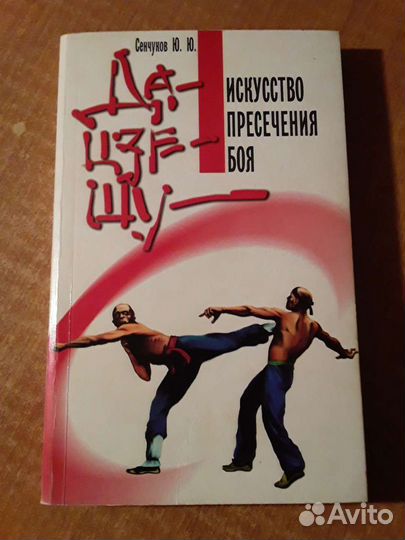 Сенчуков Ю. Ю.
ДА-
ЦЗЕ-
ШУ
ИСКУССТВО
ПРЕСЕЧЕНИЯ
БОЯ
Avito